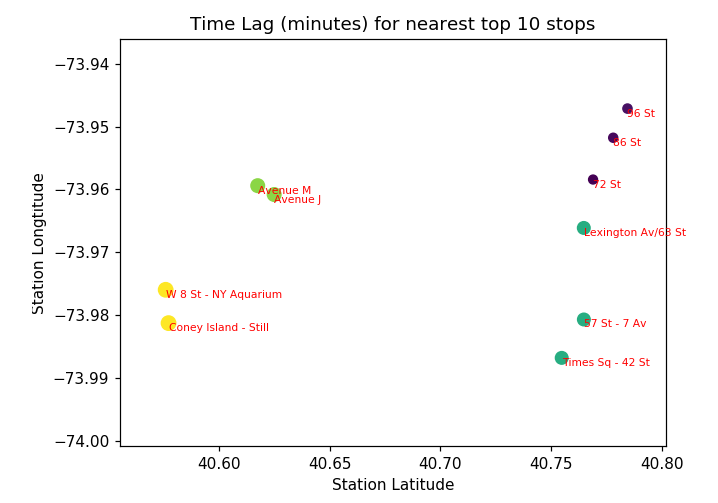 Time Lag (minutes) for nearest top 10 stops
Station Longtitude
−73.94
−73.95
−73.96
−73.97
−73.98
−73.99
−74.00
96 St
86 St
72 St
Avenue M
Avenue J
Lexington Av/63 St
W 8 St - NY Aquarium
57 St - 7 Av
Coney Island - Still
Times Sq - 42 St
40.60
40.65
40.70
40.75
40.80
Station Latitude